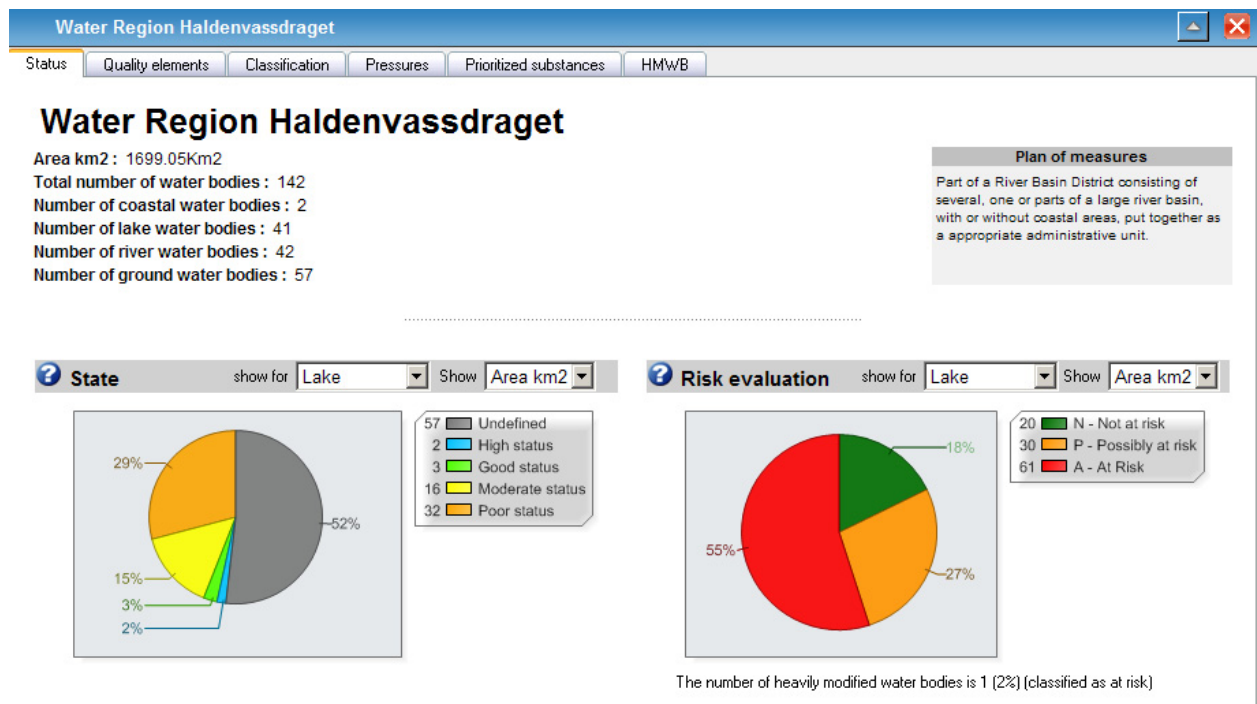 Water Region Haldenvassdraget
Status Quality elements Classification Pressures Prioritized substances HMWB
Water Region Haldenvassdraget
Area km2 : 1699.05Km2
Total number of water bodies : 142
Number of coastal water bodies : 2
Number of lake water bodies : 41
Number of river water bodies : 42
Number of ground water bodies : 57
Plan of measures
Part of a River Basin District consisting of
several, one or parts of a large river basin,
with or without coastal areas, put together as
a appropriate administrative unit.
? State show for Lake Show Area km2
29%
52%
15%
3%
2%
57 Undefined
2 High status
3 Good status
16 Moderate status
32 Poor status
? Risk evaluation show for Lake Show Area km2
18%
55%
27%
20 N - Not at risk
30 P - Possibly at risk
61 A - At Risk
The number of heavily modified water bodies is 1 (2%) (classified as at risk)